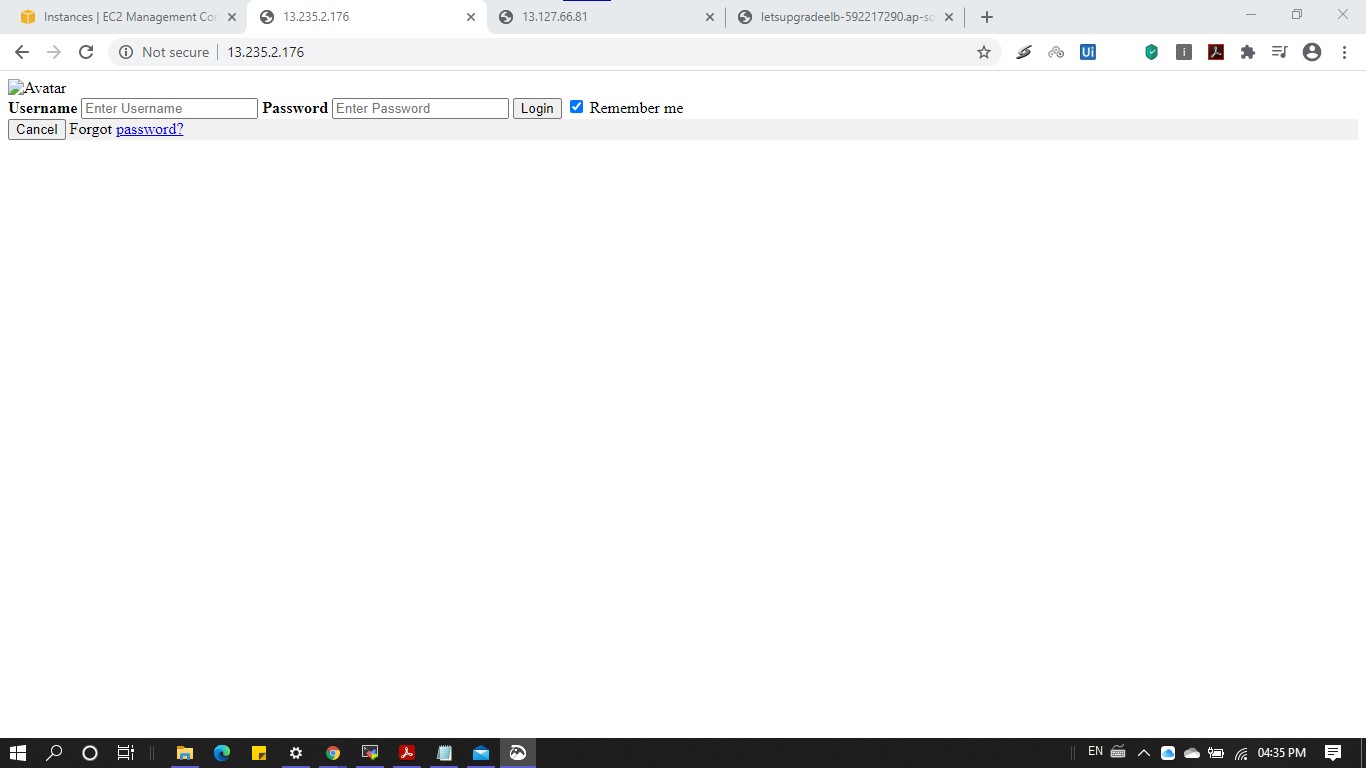 Instances | EC2 Management Con
13.235.2.176
13.127.66.81
letsupgradeelb-592217290.ap-so
Not secure
13.235.2.176
Ui
i
Avatar
Username Enter Username Password Enter Password Login Remember me
Cancel Forgot password?
EN
04:35 PM